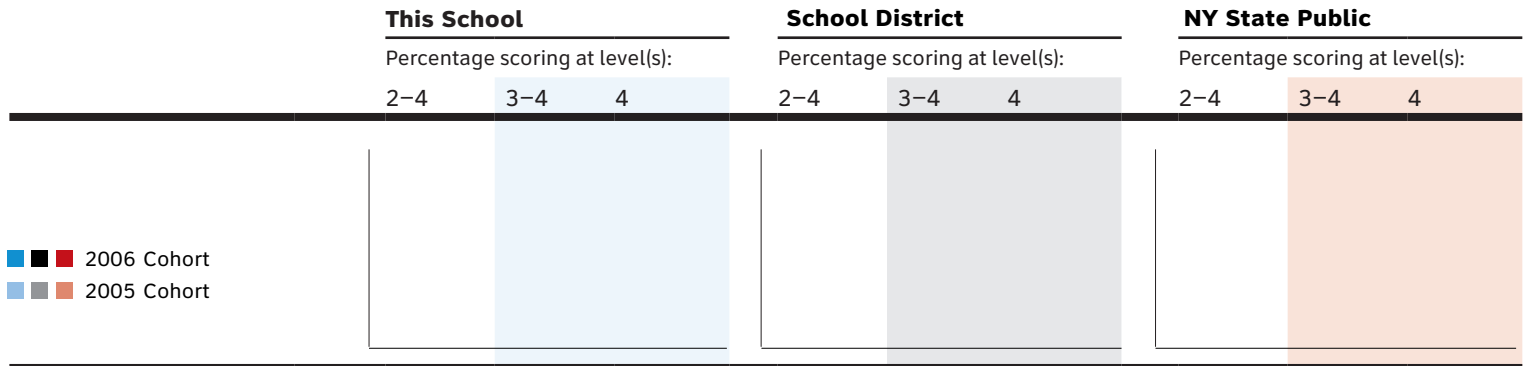 This School School District NY State Public
Percentage scoring at level(s): Percentage scoring at level(s): Percentage scoring at level(s):
2–4 3–4 4 2–4 3–4 4 2–4 3–4 4
2006 Cohort
2005 Cohort